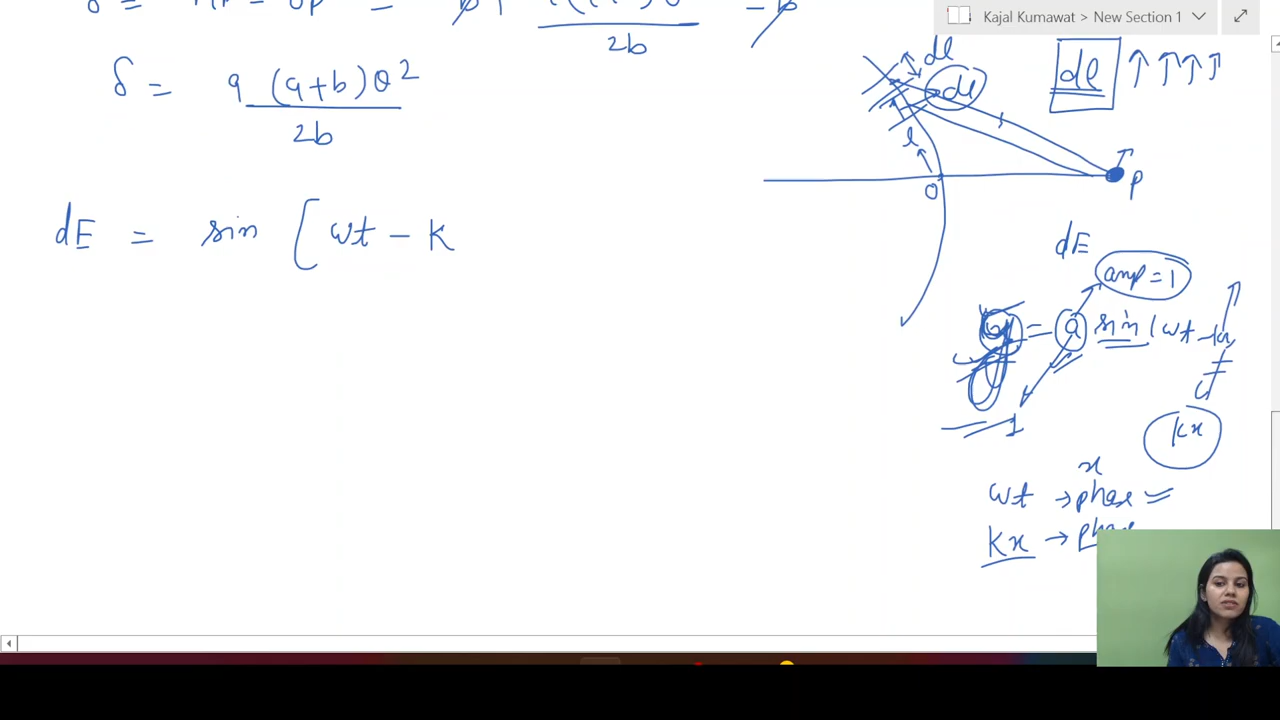 Kajal Kumawat > New Section 1
2b
δ = a (a+b)θ²
2b
dl
dl
dl
l
O
P
dE = sin [ωt - k
dE
amp = 1
= a sin (ωt -
1
kx
x
ωt → phase
kx → phase